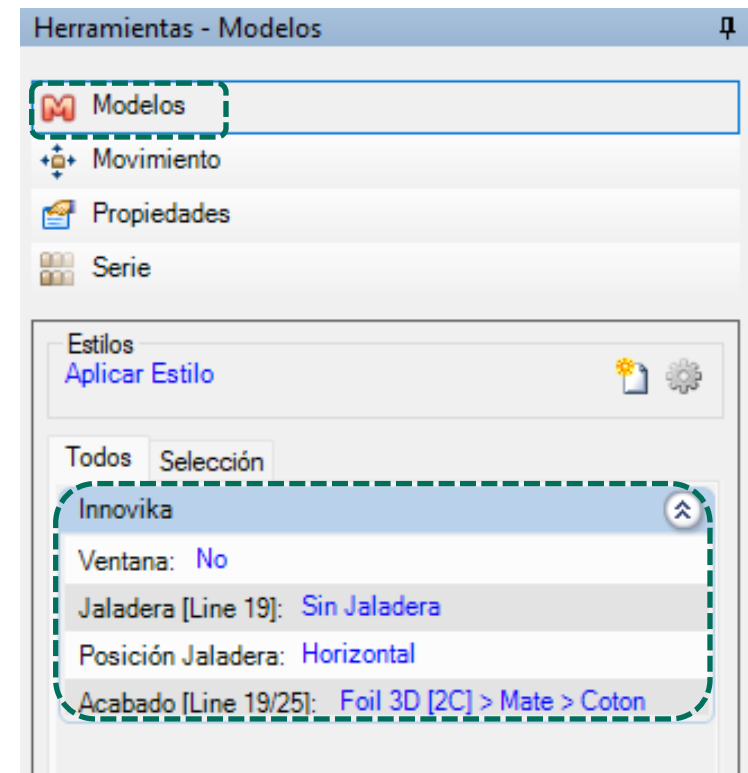 Herramientas - Modelos
Modelos
Movimiento
Propiedades
Serie
Estilos
Aplicar Estilo
Todos Selección
Innovika
Ventana: No
Jaladera [Line 19]: Sin Jaladera
Posición Jaladera: Horizontal
Acabado [Line 19/25]: Foil 3D [2C] > Mate > Coton